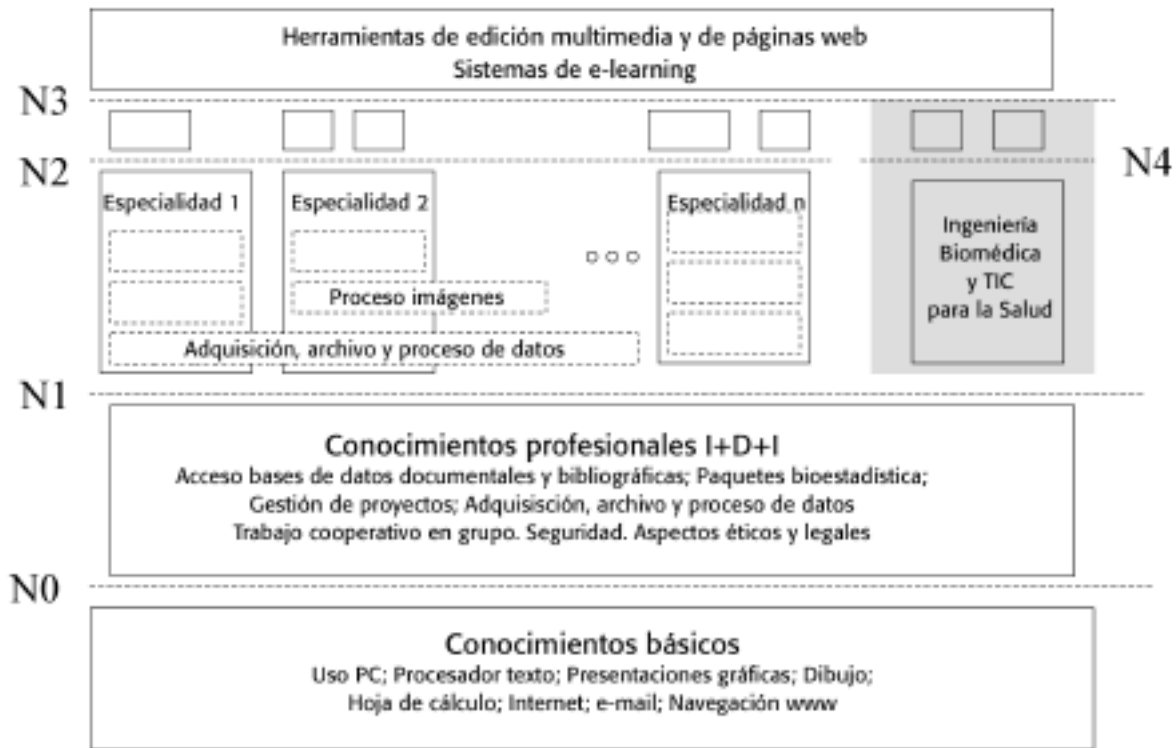 Herramientas de edición multimedia y de páginas web
Sistemas de e-learning
N3
N2
N4
Especialidad 1
Especialidad 2
Especialidad n
Ingeniería
Biomédica
y TIC
para la Salud
Proceso imágenes
Adquisición, archivo y proceso de datos
N1
Conocimientos profesionales I+D+I
Acceso bases de datos documentales y bibliográficas; Paquetes bioestadística;
Gestión de proyectos; Adquisisción, archivo y proceso de datos
Trabajo cooperativo en grupo. Seguridad. Aspectos éticos y legales
N0
Conocimientos básicos
Uso PC; Procesador texto; Presentaciones gráficas; Dibujo;
Hoja de cálculo; Internet; e-mail; Navegación www